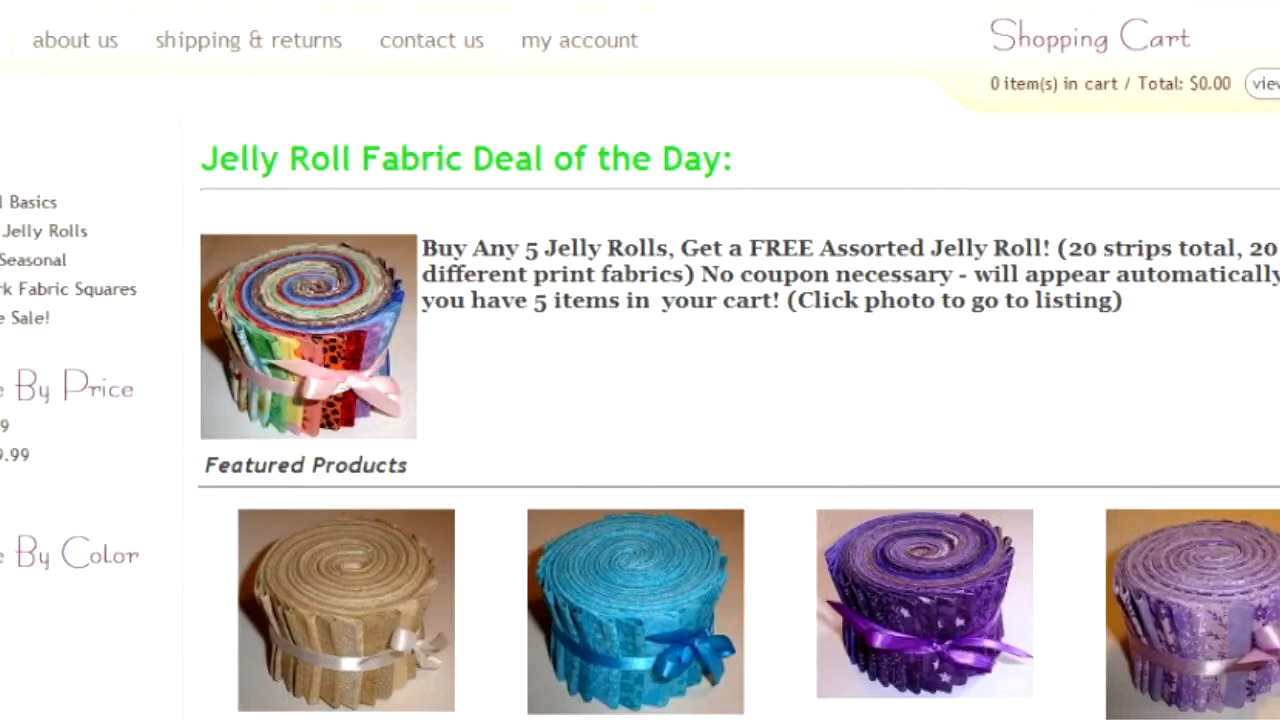 about us shipping & returns contact us my account
Shopping Cart
0 item(s) in cart / Total: $0.00
Jelly Roll Fabric Deal of the Day:
Basics
Jelly Rolls
Seasonal
Fabric Squares
Sale!
By Price
9.99
By Color
Buy Any 5 Jelly Rolls, Get a FREE Assorted Jelly Roll! (20 strips total, 20
different print fabrics) No coupon necessary - will appear automatically
you have 5 items in your cart! (Click photo to go to listing)
Featured Products